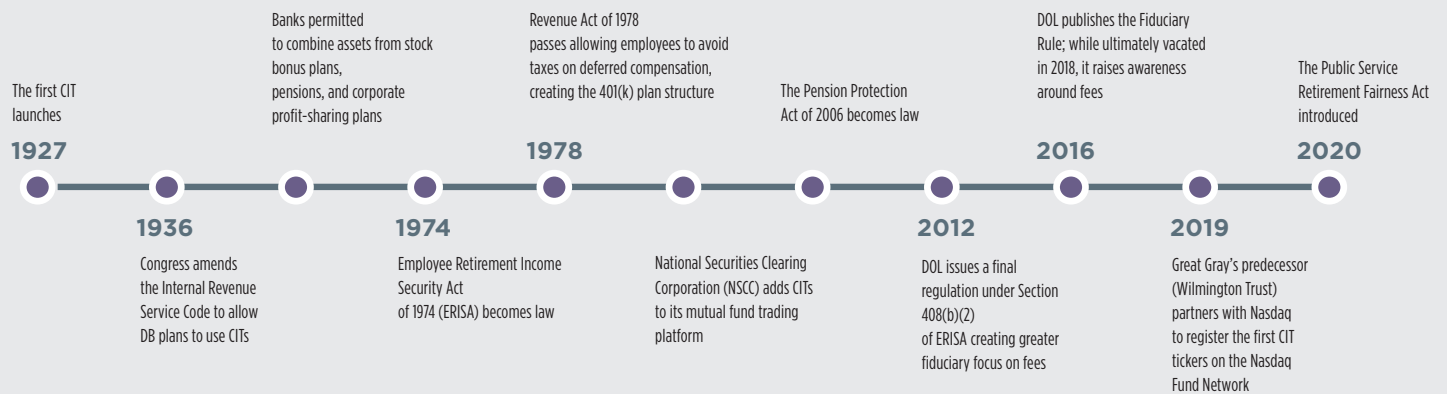 The first CIT
launches
1927
1936
Congress amends
the Internal Revenue
Service Code to allow
DB plans to use CITs
Banks permitted
to combine assets from stock
bonus plans,
pensions, and corporate
profit-sharing plans
1974
Employee Retirement Income
Security Act
of 1974 (ERISA) becomes law
Revenue Act of 1978
passes allowing employees to avoid
taxes on deferred compensation,
creating the 401(k) plan structure
1978
National Securities Clearing
Corporation (NSCC) adds CITs
to its mutual fund trading
platform
The Pension Protection
Act of 2006 becomes law
2012
DOL issues a final
regulation under Section
408(b)(2)
of ERISA creating greater
fiduciary focus on fees
DOL publishes the Fiduciary
Rule; while ultimately vacated
in 2018, it raises awareness
around fees
2016
2019
Great Gray's predecessor
(Wilmington Trust)
partners with Nasdaq
to register the first CIT
tickers on the Nasdaq
Fund Network
The Public Service
Retirement Fairness Act
introduced
2020